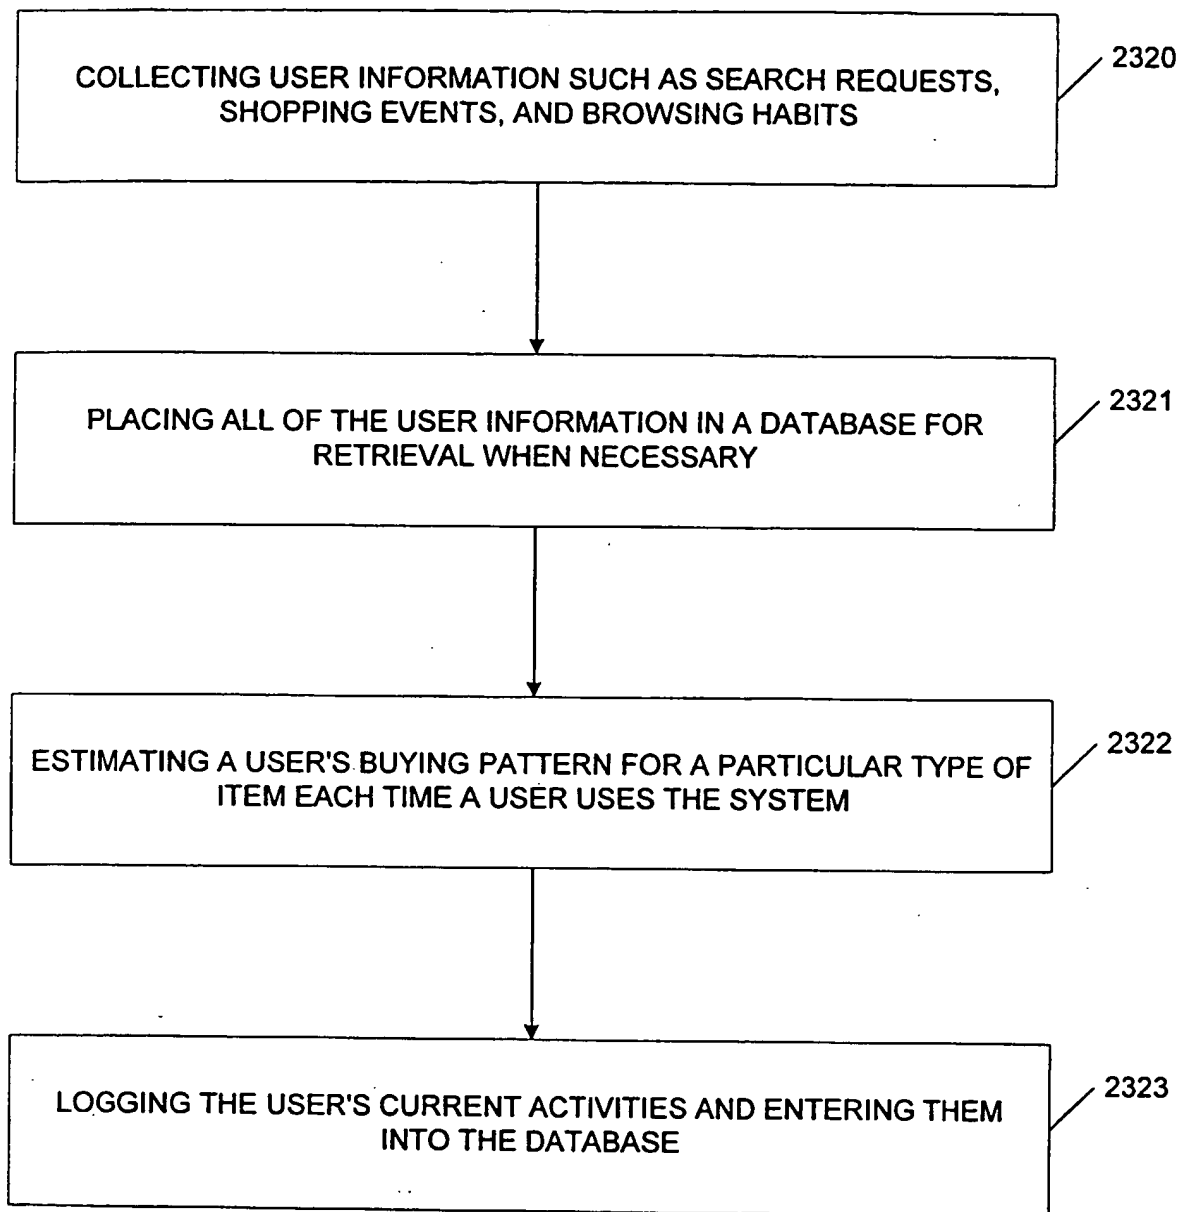 COLLECTING USER INFORMATION SUCH AS SEARCH REQUESTS,
SHOPPING EVENTS, AND BROWSING HABITS
2320
PLACING ALL OF THE USER INFORMATION IN A DATABASE FOR
RETRIEVAL WHEN NECESSARY
2321
ESTIMATING A USER'S BUYING PATTERN FOR A PARTICULAR TYPE OF
ITEM EACH TIME A USER USES THE SYSTEM
2322
LOGGING THE USER'S CURRENT ACTIVITIES AND ENTERING THEM
INTO THE DATABASE
2323